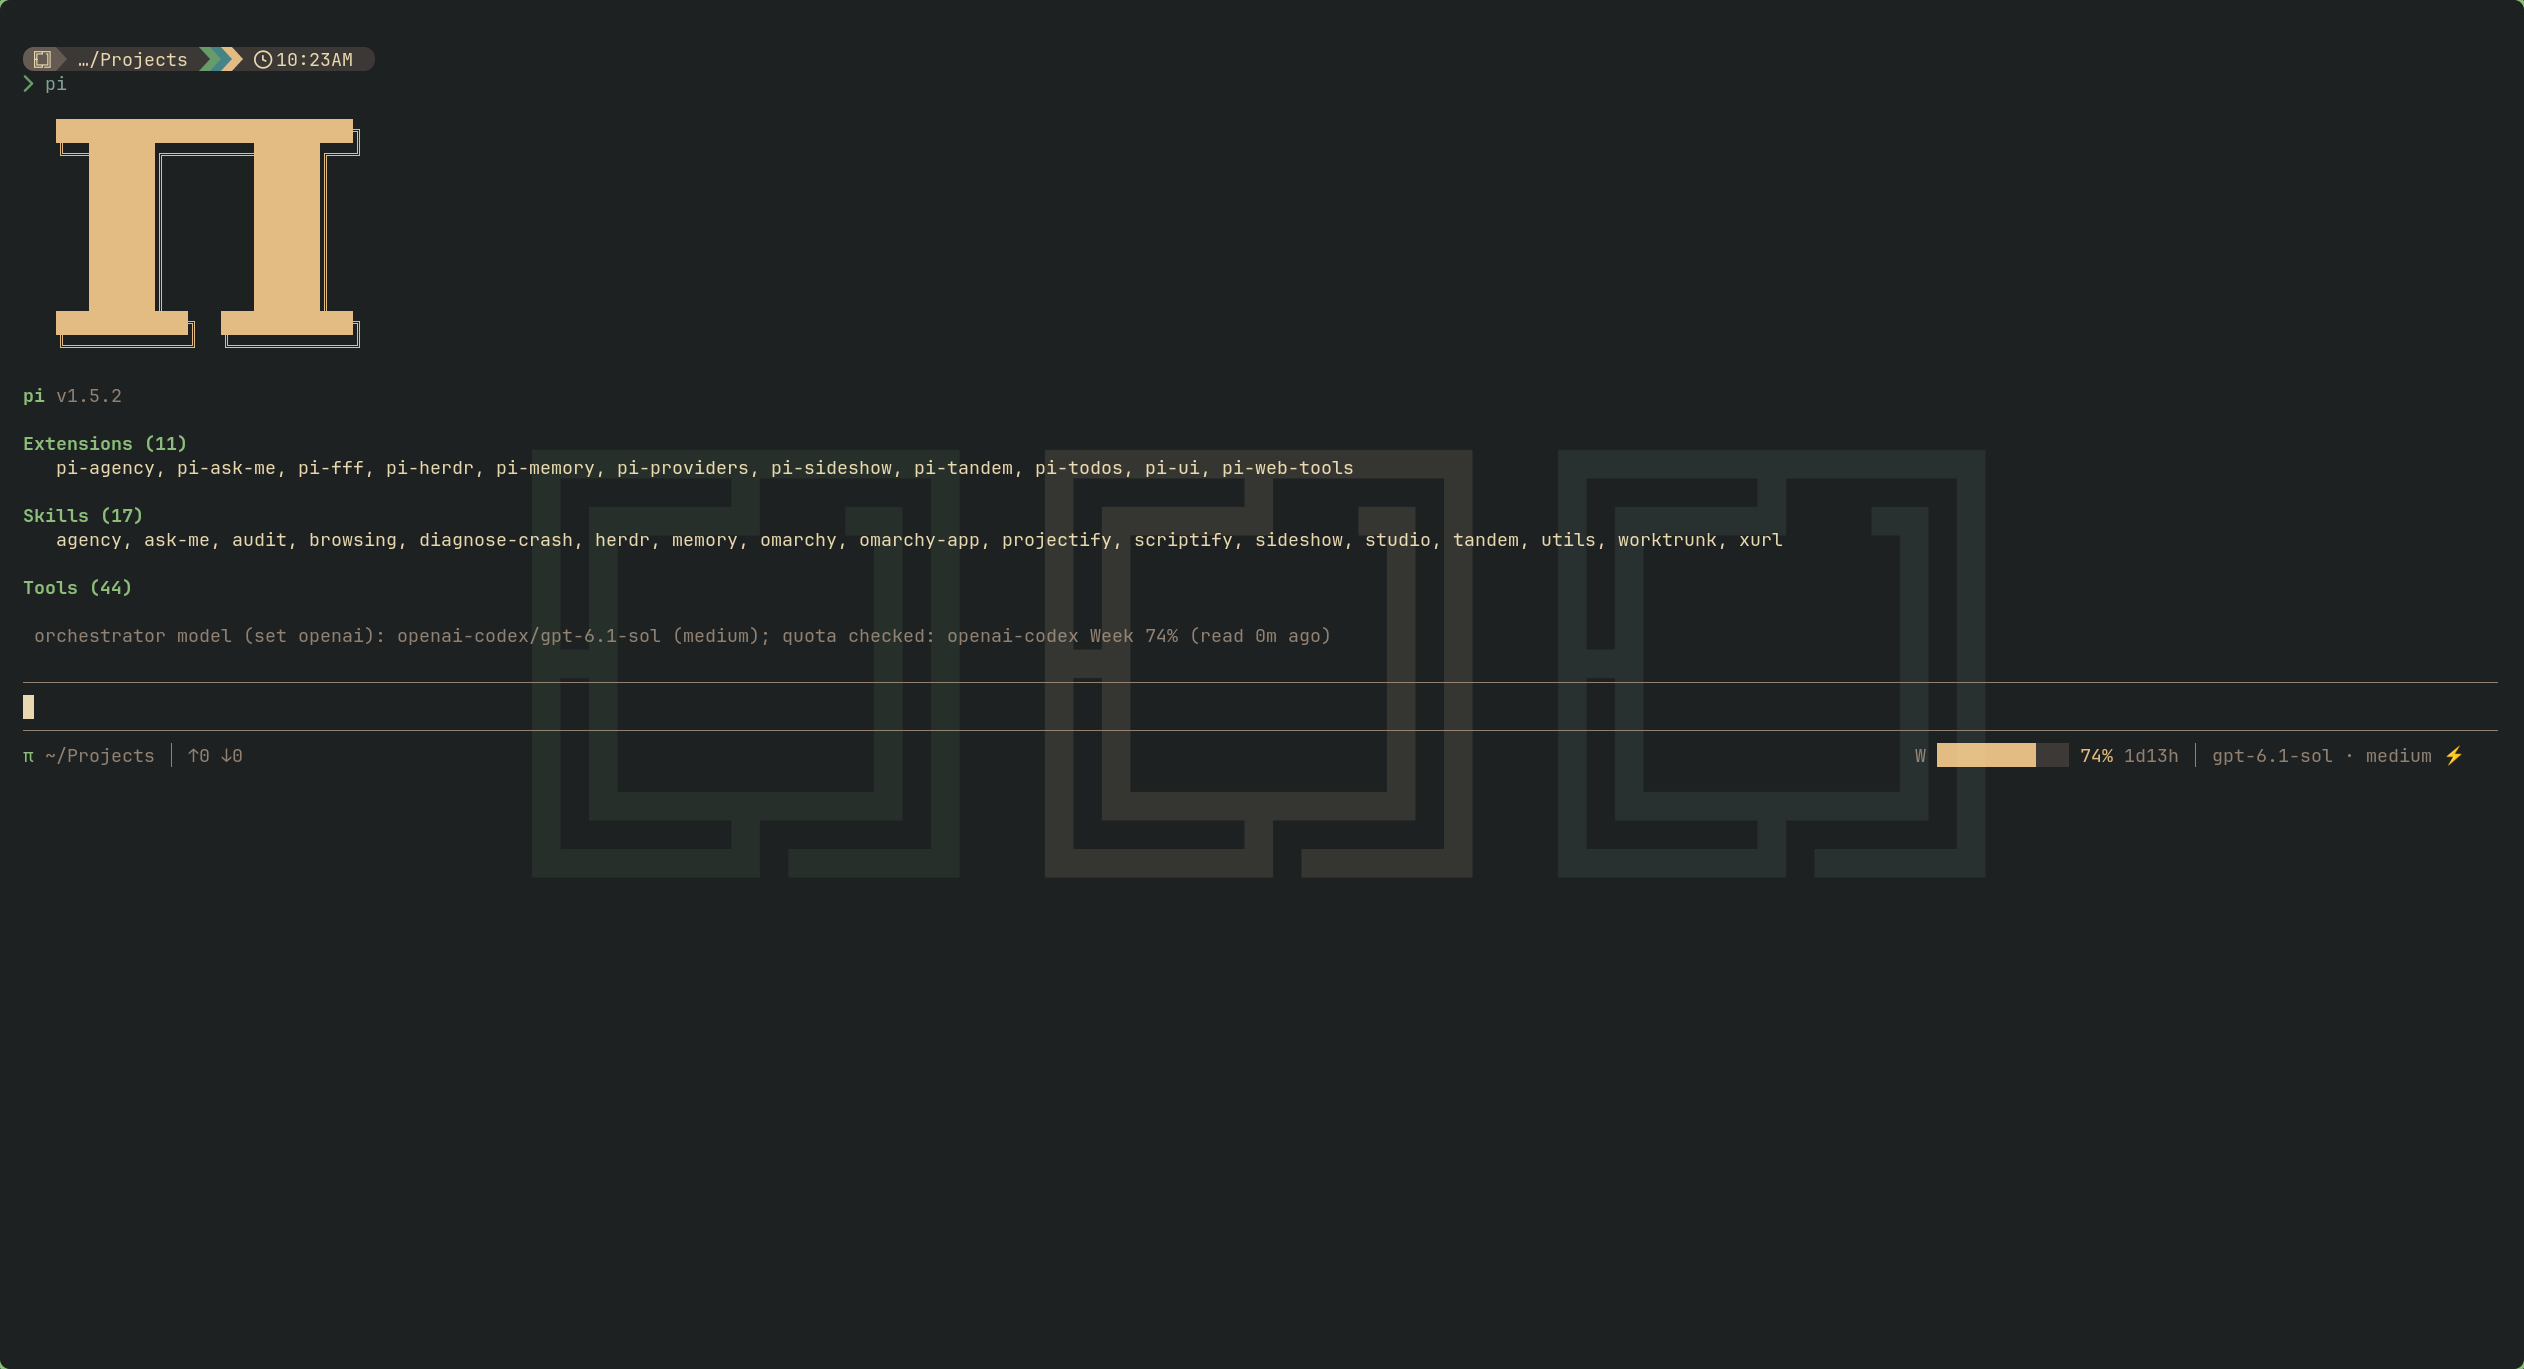 …/Projects 10:23AM
❯ pi
pi v1.5.2
Extensions (11)
pi-agency, pi-ask-me, pi-fff, pi-herdr, pi-memory, pi-providers, pi-sideshow, pi-tandem, pi-todos, pi-ui, pi-web-tools
Skills (17)
agency, ask-me, audit, browsing, diagnose-crash, herdr, memory, omarchy, omarchy-app, projectify, scriptify, sideshow, studio, tandem, utils, worktrunk, xurl
Tools (44)
orchestrator model (set openai): openai-codex/gpt-6.1-sol (medium); quota checked: openai-codex Week 74% (read 0m ago)
π ~/Projects │ ↑0 ↓0 W 74% 1d13h │ gpt-6.1-sol · medium ⚡